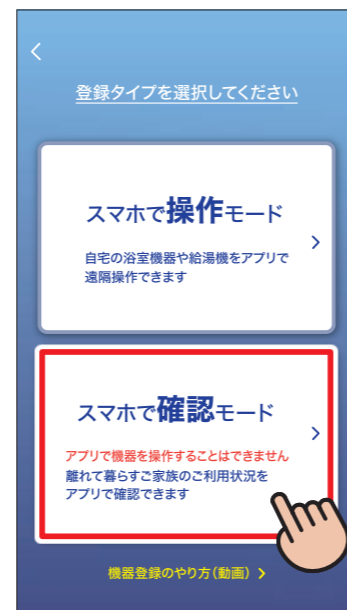 登録タイプを選択してください
スマホで操作モード
自宅の浴室機器や給湯機をアプリで
遠隔操作できます
スマホで確認モード
アプリで機器を操作することはできません
離れて暮らすご家族のご利用状況を
アプリで確認できます
機器登録のやり方(動画)